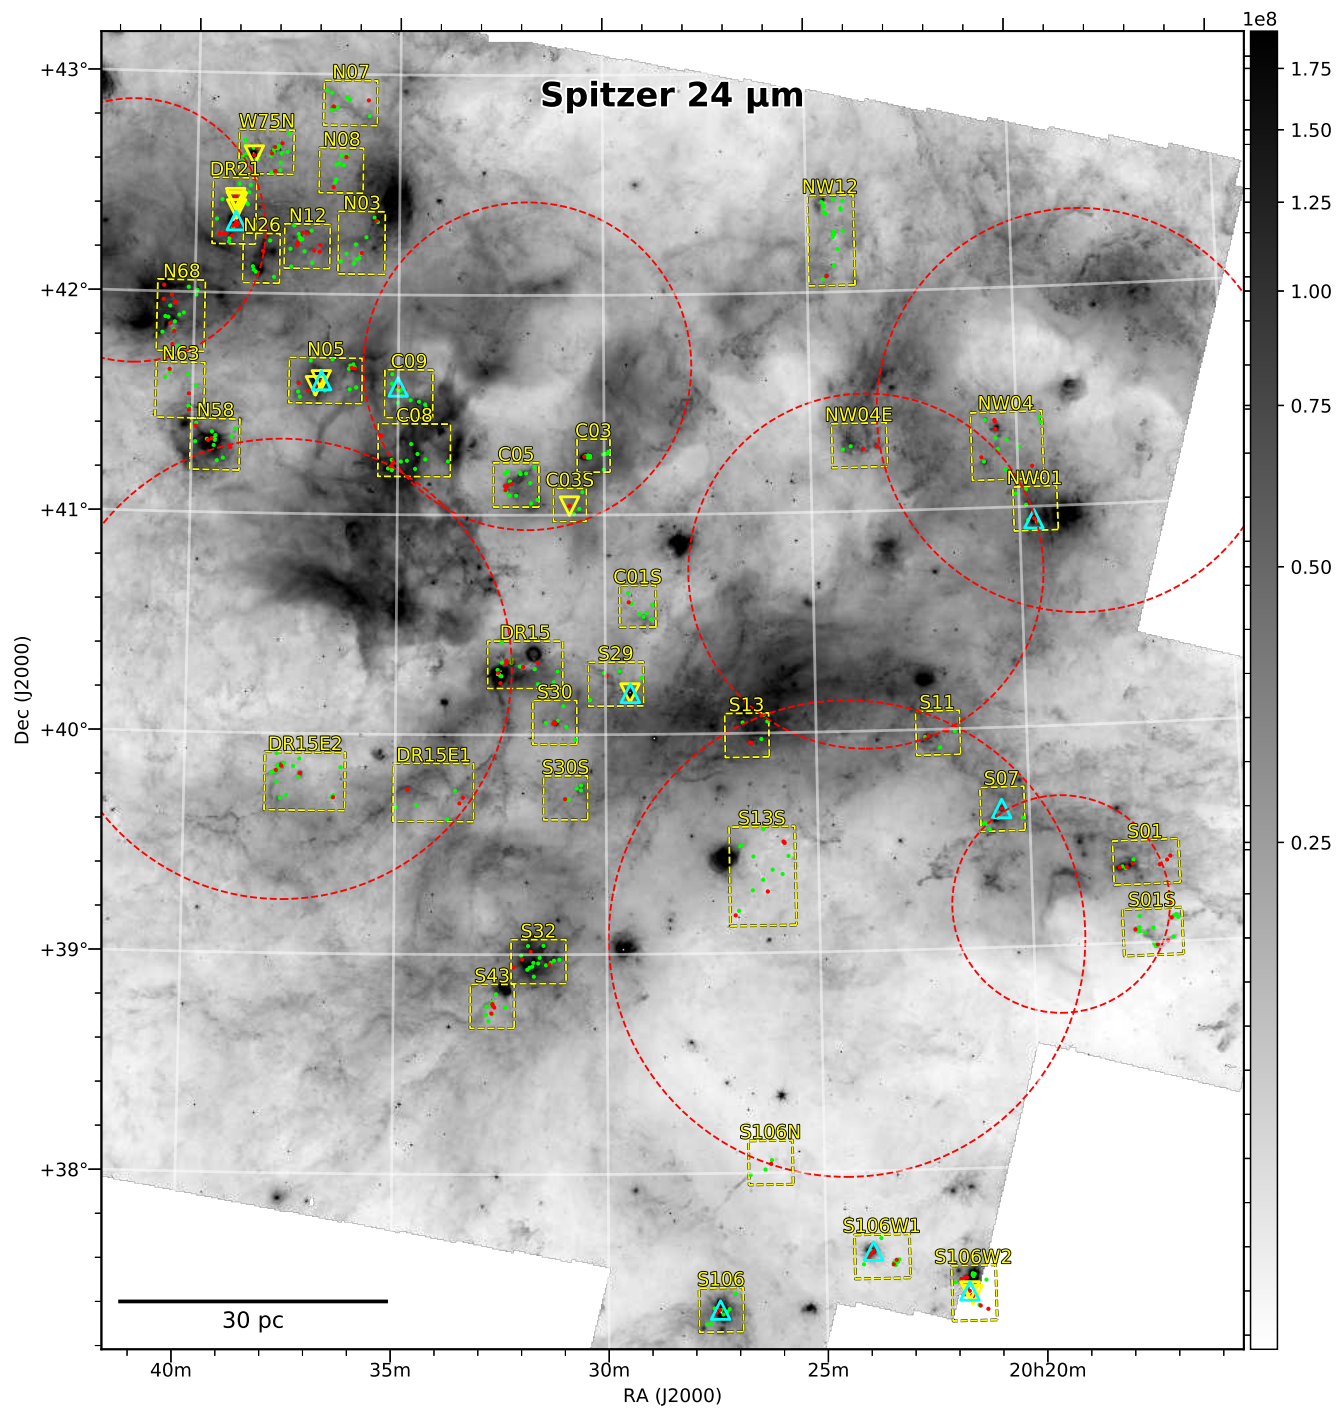 1e8
Spitzer 24 µm
+43°
+42°
+41°
+40°
+39°
+38°
Dec (J2000)
N07
W75N
N08
DR21
N03
N12
N26
NW12
N68
N05
N63
C09
N58
C08
C03
C05
C03S
NW04E
NW04
NW01
C01S
DR15
S29
S30
S13
S11
DR15E2
DR15E1
S30S
S07
S13S
S01
S01S
S32
S43
S106N
S106W1
S106W2
S106
30 pc
40m
35m
30m
25m
20h20m
RA (J2000)
1.75
1.50
1.25
1.00
0.75
0.50
0.25